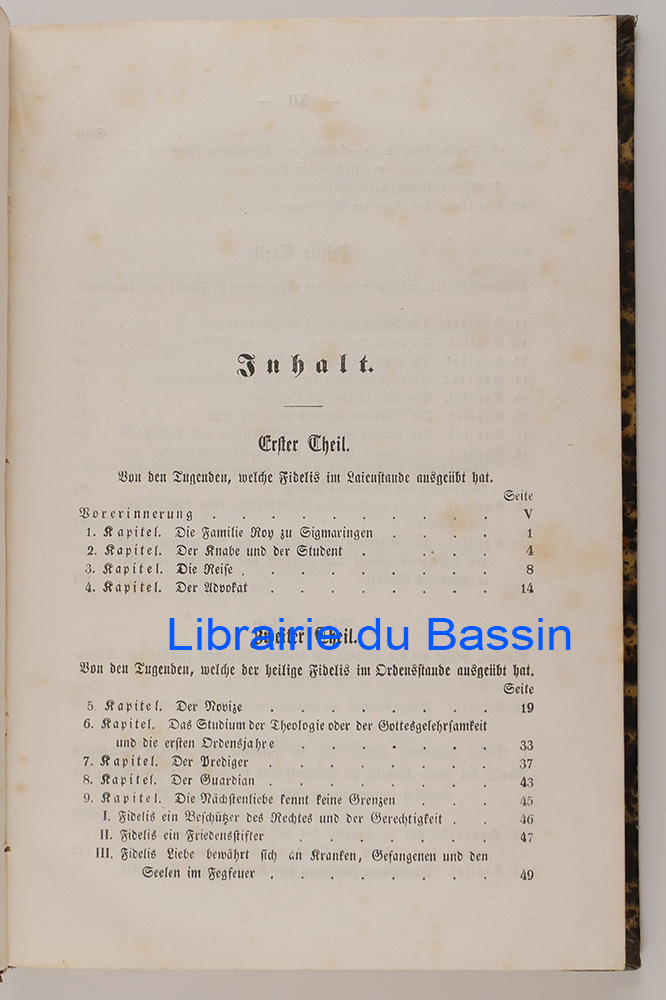 Inhalt.
Erster Theil.
Von den Tugenden, welche Fidelis im Laienstande ausgeübt hat.
Seite
Vorerinnerung . . . . . . . . . V
1. Kapitel. Die Familie Roy zu Sigmaringen . . . . 1
2. Kapitel. Der Knabe und der Student . . . . 4
3. Kapitel. Die Reise . . . . . . . 8
4. Kapitel. Der Advokat . . . . . . . 14
Librairie du Bassin
Zweiter Theil.
Von den Tugenden, welche der heilige Fidelis im Ordensstande ausgeübt hat.
Seite
5. Kapitel. Der Novize . . . . . . . 19
6. Kapitel. Das Studium der Theologie oder der Gottesgelehrsamkeit
und die ersten Ordensjahre . . . . . . 33
7. Kapitel. Der Prediger . . . . . . . 37
8. Kapitel. Der Guardian . . . . . . . 43
9. Kapitel. Die Nächstenliebe kennt keine Grenzen . . . 45
I. Fidelis ein Beschützer des Rechtes und der Gerechtigkeit . . 46
II. Fidelis ein Friedensstifter . . . . . . 47
III. Fidelis Liebe bewährt sich an Kranken, Gefangenen und den
Seelen im Fegfeuer . . . . . . . 49